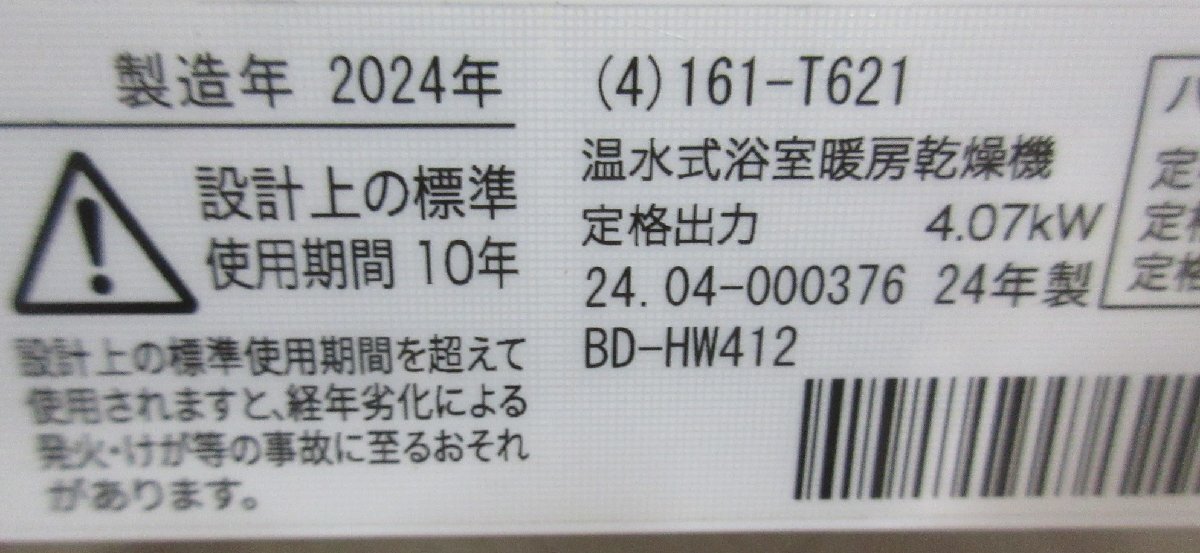 製造年 2024年
設計上の標準
使用期間 10年
設計上の標準使用期間を超えて
使用されますと、経年劣化による
発火・けが等の事故に至るおそれ
があります。
(4)161-T621
温水式浴室暖房乾燥機
定格出力 4.07kW
24.04-000376 24年製
BD-HW412
定
定格
定格